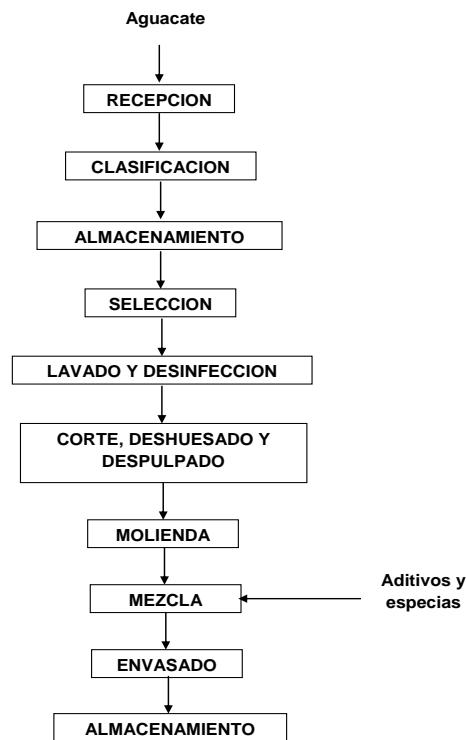 Aguacate
RECEPCION
CLASIFICACION
ALMACENAMIENTO
SELECCION
LAVADO Y DESINFECCION
CORTE, DESHUESADO Y
DESPULPADO
MOLIENDA
MEZCLA
Aditivos y
especias
ENVASADO
ALMACENAMIENTO